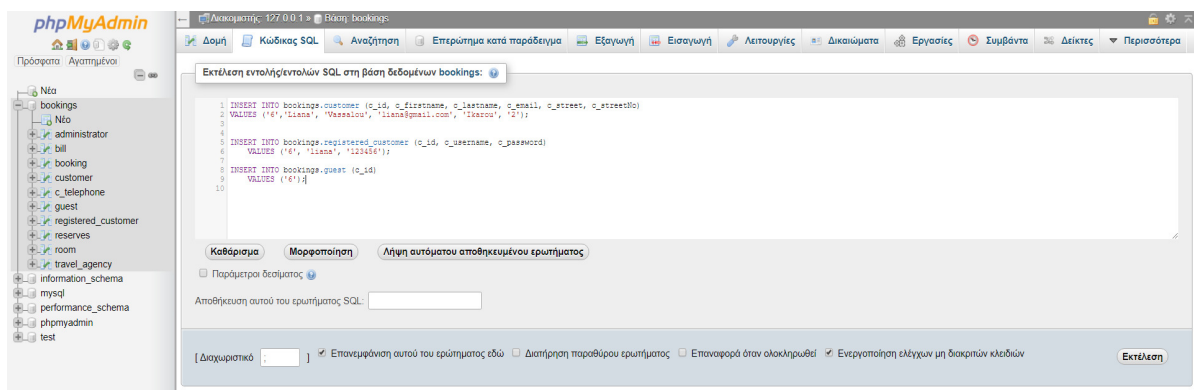 phpMyAdmin
Πρόσφατα Αγαπημένοι
Νέα
bookings
Νέο
administrator
bill
booking
customer
c_telephone
guest
registered_customer
reserves
room
travel_agency
information_schema
mysql
performance_schema
phpmyadmin
test
← Διακομιστής: 127.0.0.1 » Βάση: bookings
Δομή Κώδικας SQL Αναζήτηση Επερώτημα κατά παράδειγμα Εξαγωγή Εισαγωγή Λειτουργίες Δικαιώματα Εργασίες Συμβάντα Δείκτες Περισσότερα
Εκτέλεση εντολής/εντολών SQL στη βάση δεδομένων bookings:
1 INSERT INTO bookings.customer (c_id, c_firstname, c_lastname, c_email, c_street, c_streetNo)
2 VALUES ('6','Liana', 'Vassalou', 'liana@gmail.com', 'Ikarou', '2');
3
4
5 INSERT INTO bookings.registered_customer (c_id, c_username, c_password)
6 VALUES ('6', 'liana', '123456');
7
8 INSERT INTO bookings.guest (c_id)
9 VALUES ('6');
10
Καθάρισμα Μορφοποίηση Λήψη αυτόματου αποθηκευμένου ερωτήματος
Παράμετροι δεσίματος
Αποθήκευση αυτού του ερωτήματος SQL:
[ Διαχωριστικό ; ] Επανεμφάνιση αυτού του ερώτηματος εδώ Διατήρηση παραθύρου ερωτήματος Επαναφορά όταν ολοκληρωθεί Ενεργοποίηση ελέγχων μη διακριτών κλειδιών Εκτέλεση